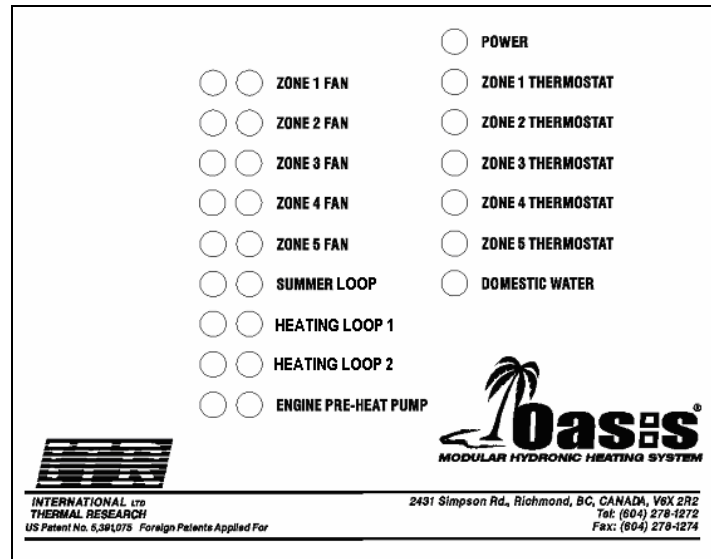 POWER
ZONE 1 FAN
ZONE 1 THERMOSTAT
ZONE 2 FAN
ZONE 2 THERMOSTAT
ZONE 3 FAN
ZONE 3 THERMOSTAT
ZONE 4 FAN
ZONE 4 THERMOSTAT
ZONE 5 FAN
ZONE 5 THERMOSTAT
SUMMER LOOP
DOMESTIC WATER
HEATING LOOP 1
HEATING LOOP 2
ENGINE PRE-HEAT PUMP
Oasis®
MODULAR HYDRONIC HEATING SYSTEM
ITR
INTERNATIONAL LTD
THERMAL RESEARCH
US Patent No. 5,391,075 Foreign Patents Applied For
2431 Simpson Rd., Richmond, BC, CANADA, V6X 2R2
Tel: (604) 278-1272
Fax: (604) 278-1274